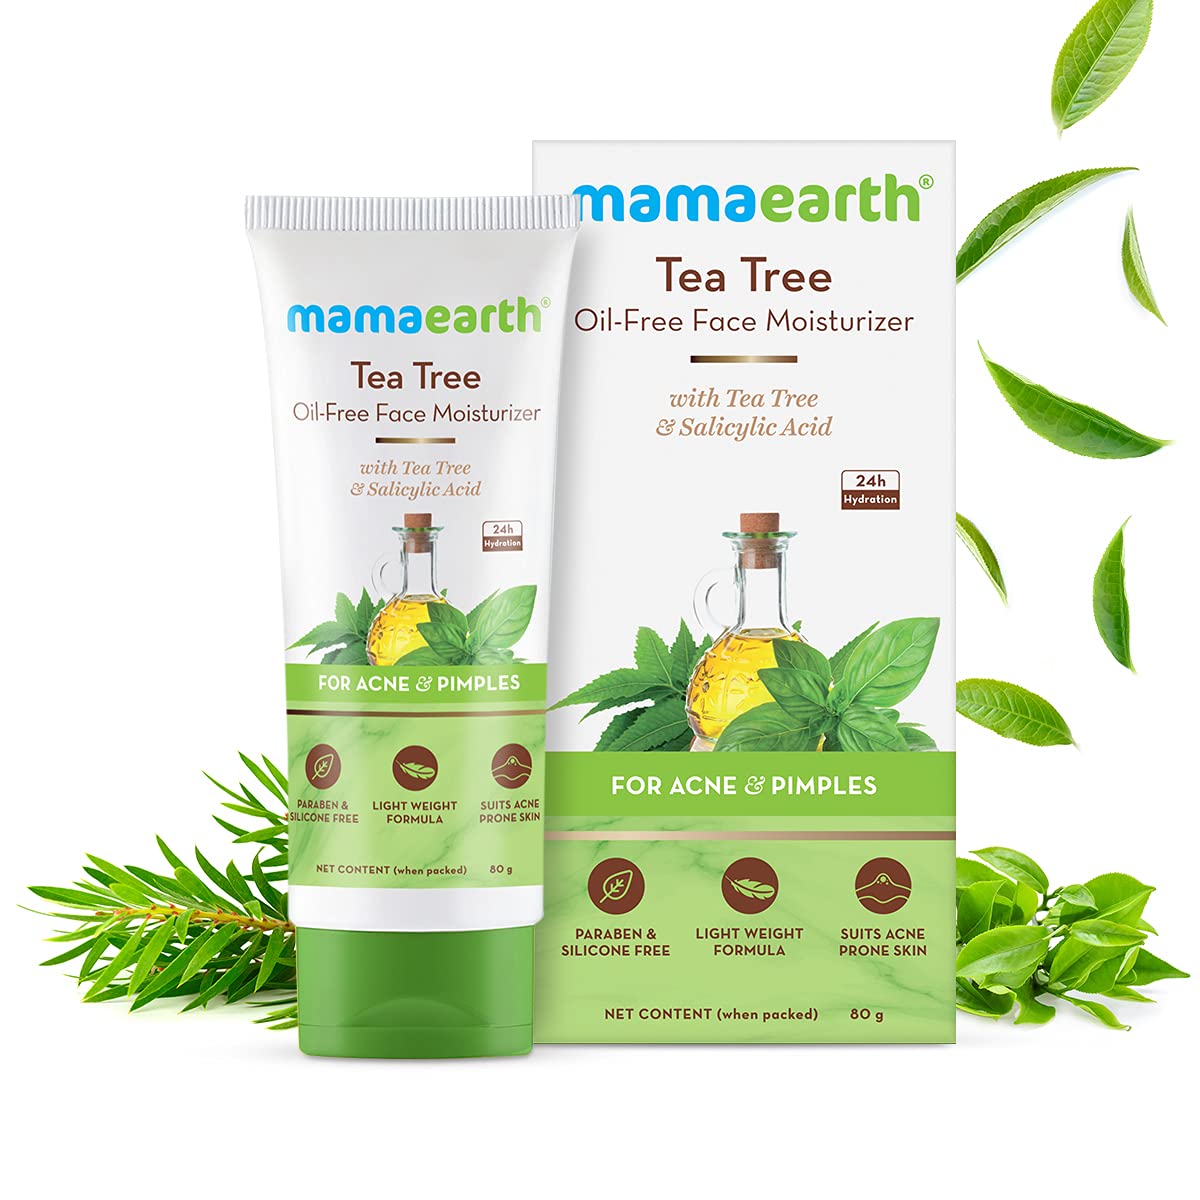 mamaearth®
Tea Tree
Oil-Free Face Moisturizer
with Tea Tree
& Salicylic Acid
24h
Hydration
FOR ACNE & PIMPLES
PARABEN &
SILICONE FREE
LIGHT WEIGHT
FORMULA
SUITS ACNE
PRONE SKIN
NET CONTENT (when packed) 80 g
mamaearth®
Tea Tree
Oil-Free Face Moisturizer
with Tea Tree
& Salicylic Acid
24h
Hydration
FOR ACNE & PIMPLES
PARABEN &
SILICONE FREE
LIGHT WEIGHT
FORMULA
SUITS ACNE
PRONE SKIN
NET CONTENT (when packed) 80 g